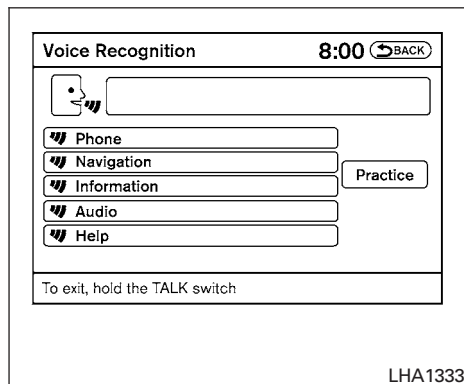 Voice Recognition 8:00 BACK
Phone
Navigation
Practice
Information
Audio
Help
To exit, hold the TALK switch
LHA1333